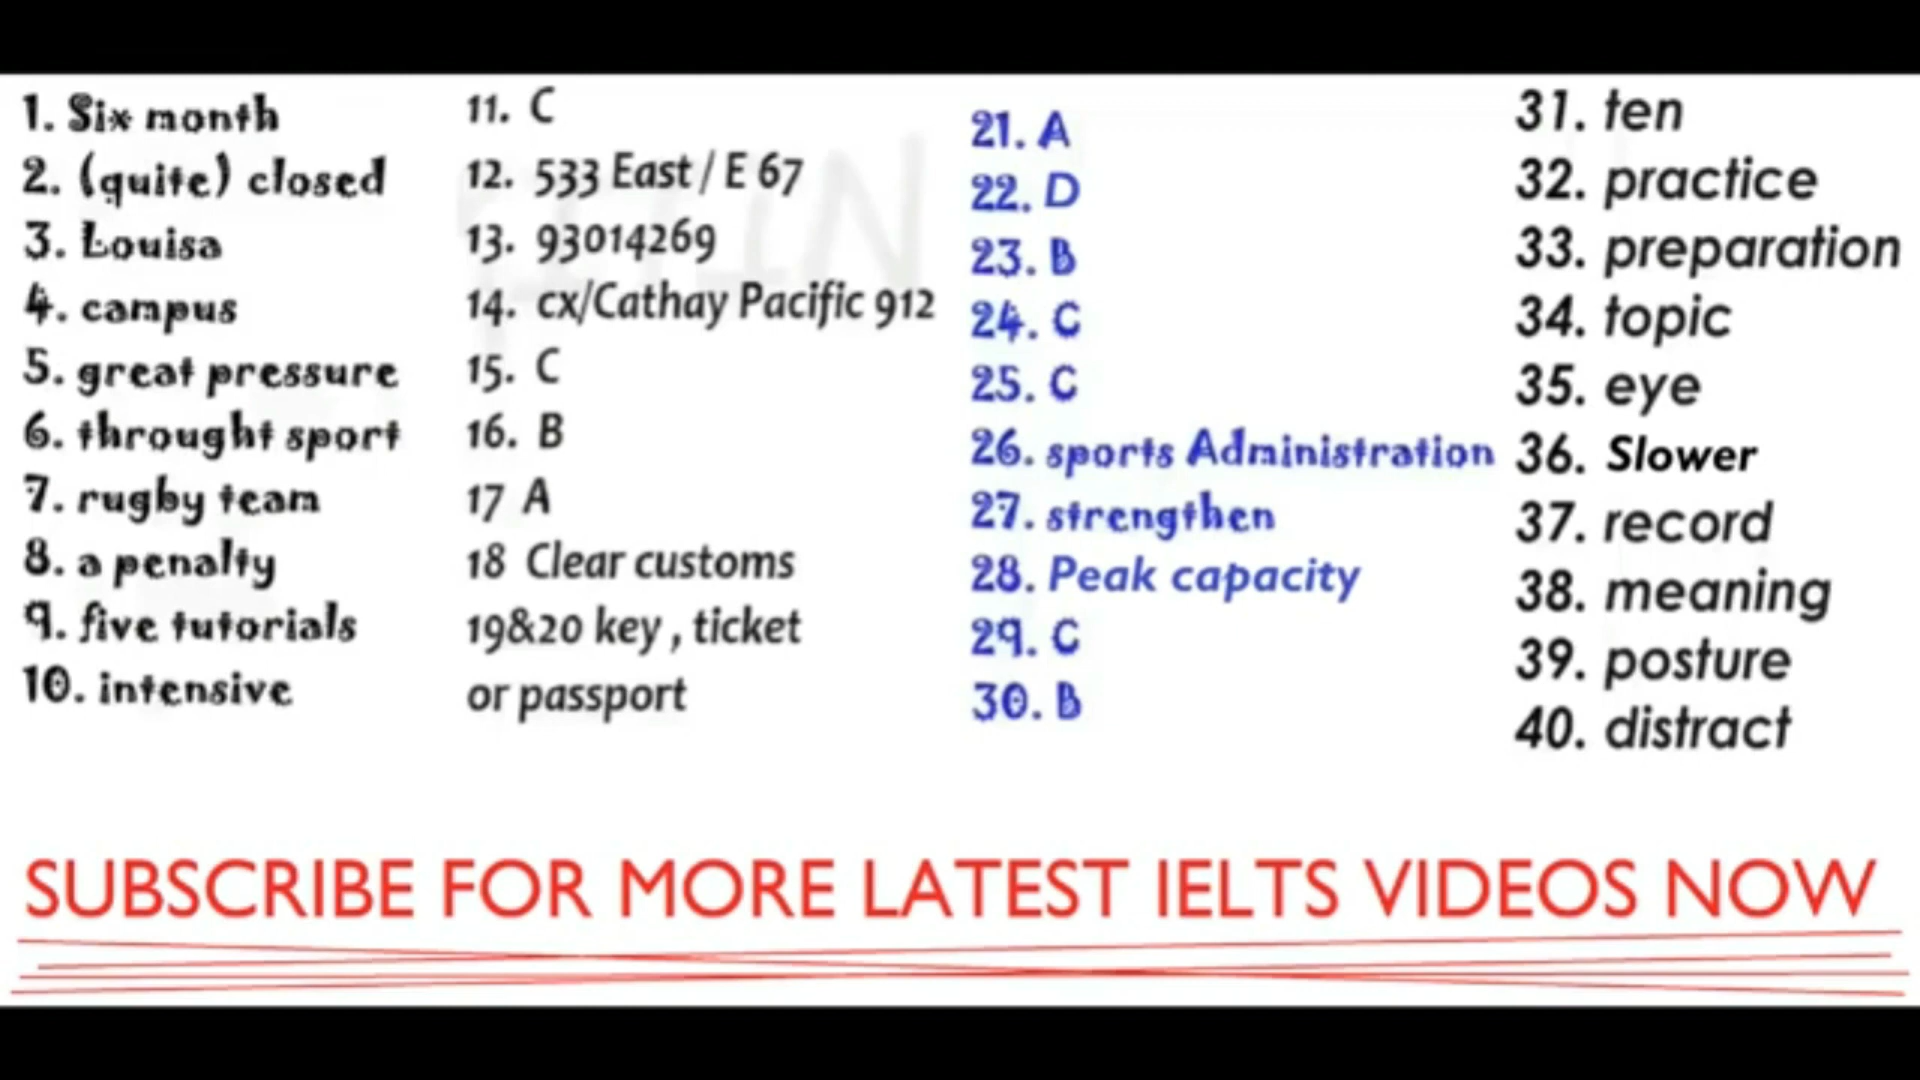 1. Six month
2. (quite) closed
3. Louisa
4. campus
5. great pressure
6. throught sport
7. rugby team
8. a penalty
9. five tutorials
10. intensive
11. C
12. 533 East / E 67
13. 93014269
14. cx/Cathay Pacific 912
15. C
16. B
17 A
18 Clear customs
19&20 key , ticket
or passport
21. A
22. D
23. B
24. C
25. C
26. sports Administration
27. strengthen
28. Peak capacity
29. C
30. B
31. ten
32. practice
33. preparation
34. topic
35. eye
36. Slower
37. record
38. meaning
39. posture
40. distract
SUBSCRIBE FOR MORE LATEST IELTS VIDEOS NOW